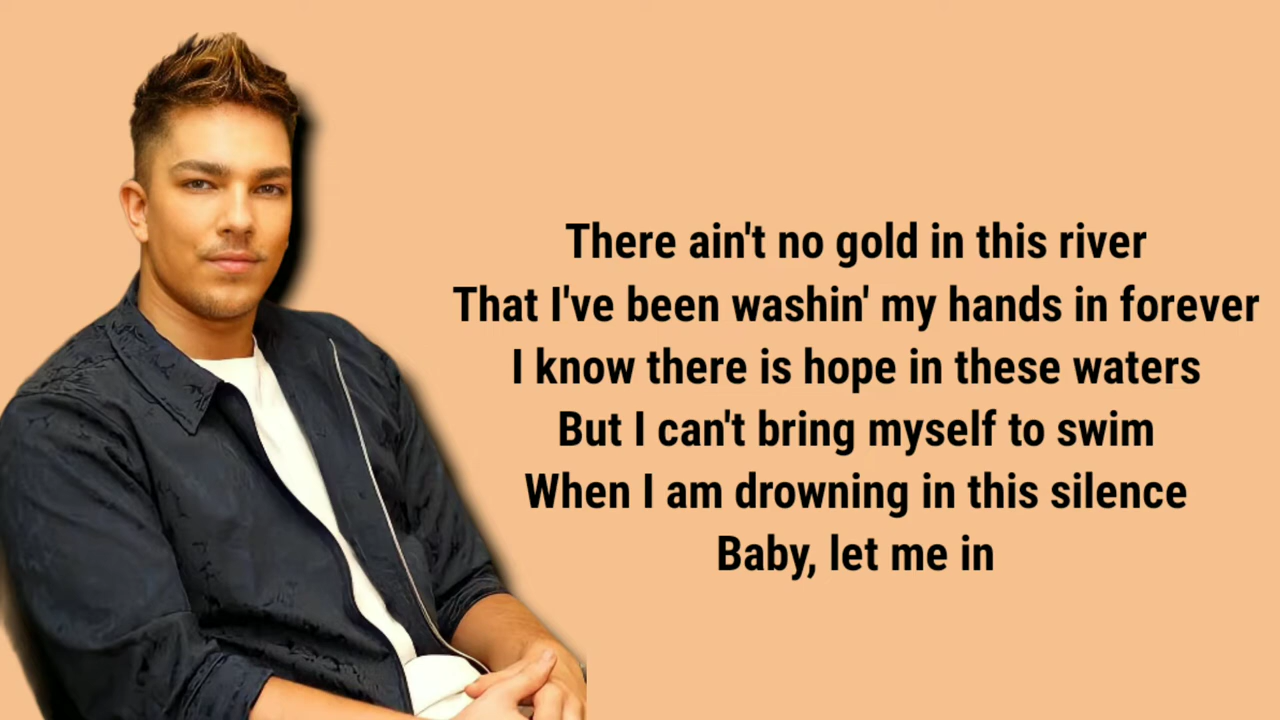 There ain't no gold in this river
That I've been washin' my hands in forever
I know there is hope in these waters
But I can't bring myself to swim
When I am drowning in this silence
Baby, let me in